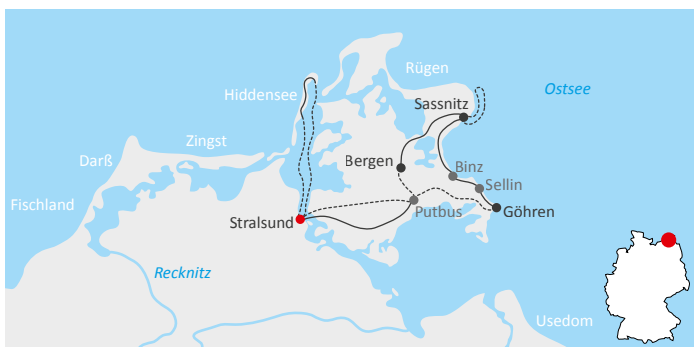 Rügen
Hiddensee
Ostsee
Sassnitz
Zingst
Darß
Bergen
Binz
Sellin
Fischland
Putbus
Göhren
Stralsund
Recknitz
Usedom